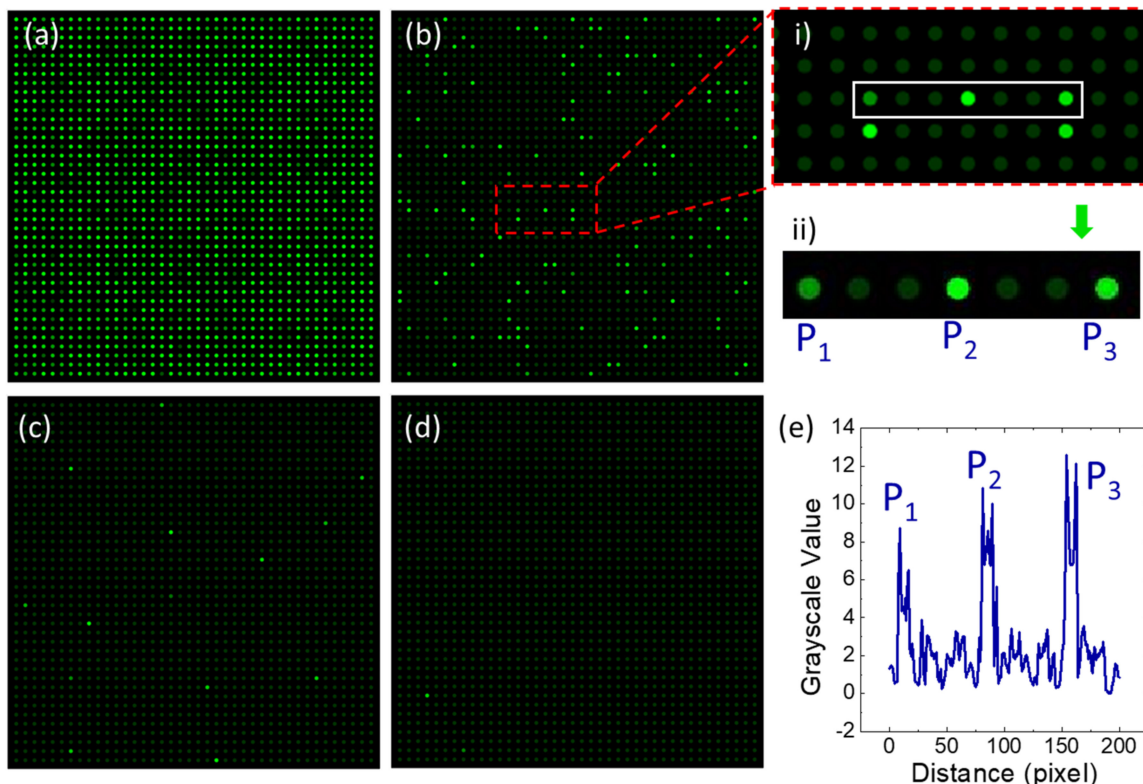 (a)
(b)
i)
ii)
P1 P2 P3
(c)
(d)
(e)
14
12
10
8
6
4
2
0
-2
P1
P2
P3
Grayscale Value
0 50 100 150 200
Distance (pixel)